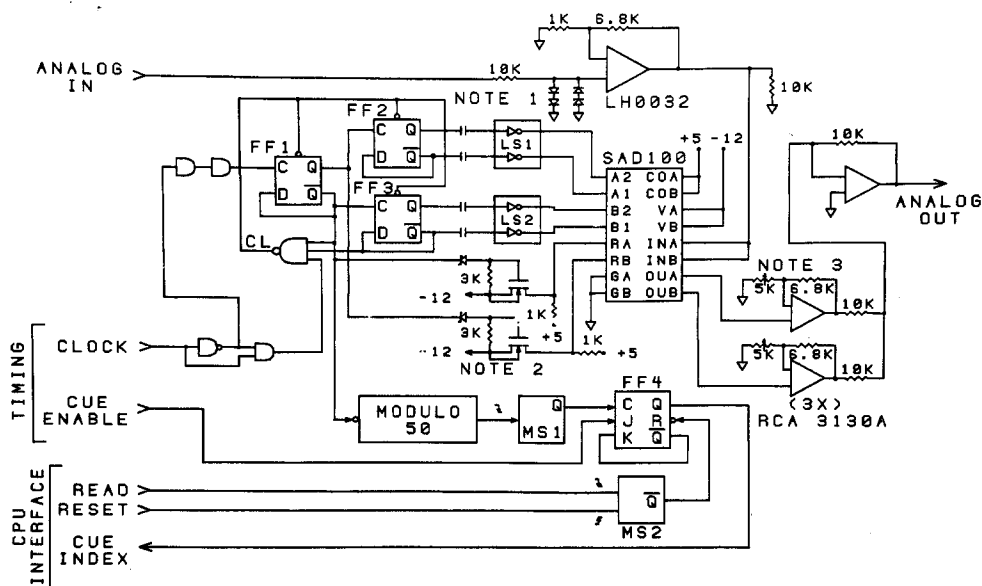 1K 6.8K
ANALOG IN
10K
NOTE 1
LH0032
10K
FF2
C Q
D Q
LS1
+5 -12
10K
FF1
C Q
D Q
SAD100
A2 COA
A1 COB
B2 VA
B1 VB
RA INA
RB INB
GA OUA
GB OUB
ANALOG OUT
FF3
C Q
D Q
LS2
CL
3K
-12
1K
+5
NOTE 3
5K 6.8K
10K
3K
-12
1K
+5
NOTE 2
5K 6.8K
10K
(3X)
RCA 3130A
TIMING
CLOCK
CUE ENABLE
MODULO 50
Q
MS1
FF4
C Q
J R
K Q
CPU INTERFACE
READ
RESET
CUE INDEX
Q
MS2